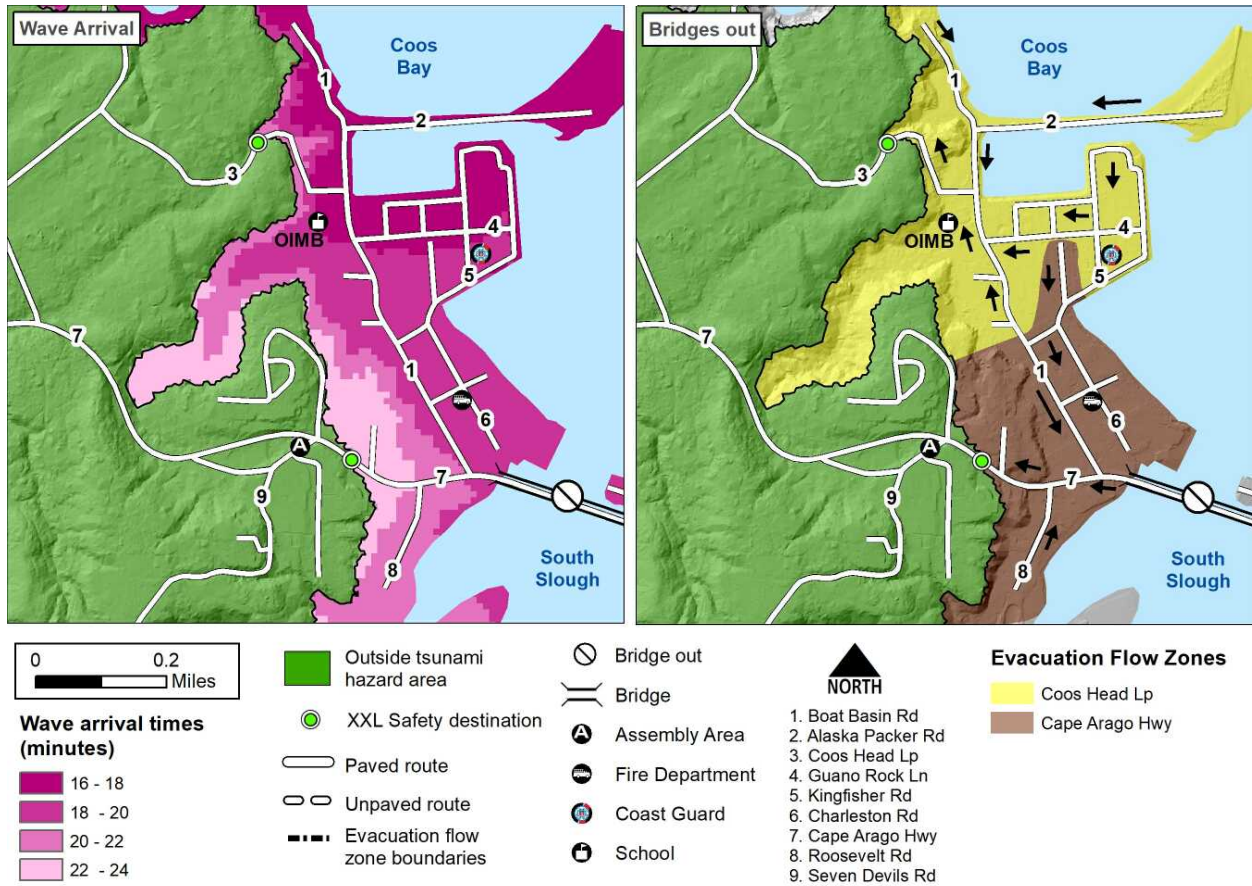 Wave Arrival
Coos
Bay
1
2
3
OIMB
4
5
7
1
6
A
7
9
8
South
Slough
Bridges out
Coos
Bay
1
2
3
OIMB
4
5
7
1
6
A
7
9
8
South
Slough
0 0.2
Miles
Wave arrival times
(minutes)
16 - 18
18 - 20
20 - 22
22 - 24
Outside tsunami
hazard area
XXL Safety destination
Paved route
Unpaved route
Evacuation flow
zone boundaries
Bridge out
Bridge
A Assembly Area
Fire Department
Coast Guard
School
NORTH
1. Boat Basin Rd
2. Alaska Packer Rd
3. Coos Head Lp
4. Guano Rock Ln
5. Kingfisher Rd
6. Charleston Rd
7. Cape Arago Hwy
8. Roosevelt Rd
9. Seven Devils Rd
Evacuation Flow Zones
Coos Head Lp
Cape Arago Hwy